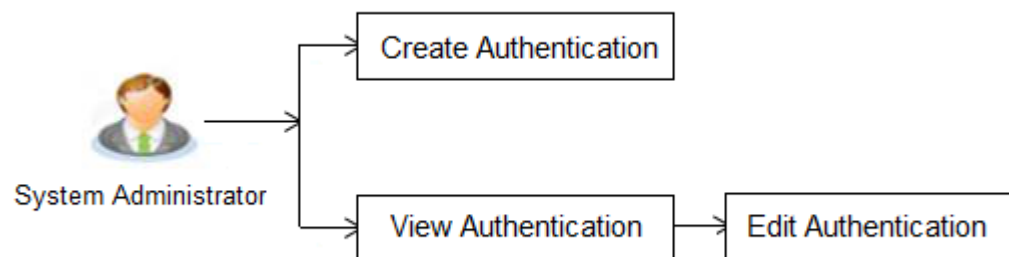 Create Authentication
System Administrator
View Authentication
Edit Authentication